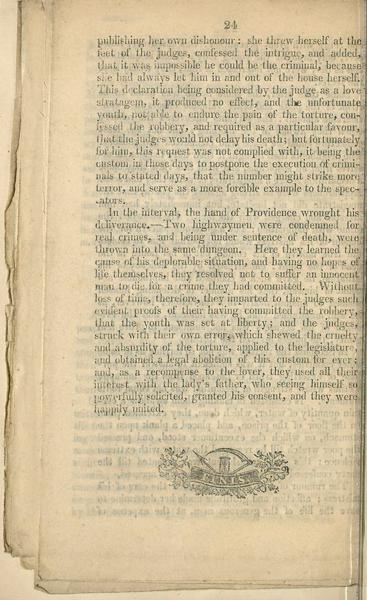 24
publishing her own dishonour: she threw herself at the
feet of the judges, confessed the intrigue, and added,
that it was impossible he could be the criminal, because
she had always let him in and out of the house herself.
This declaration being considered by the judge as a love
stratagem, it produced no effect, and the unfortunate
youth, not able to endure the pain of the torture, con-
fessed the robbery, and required as a particular favour,
that the judges would not delay his death; but fortunately
for him, this request was not complied with, it being the
custom in those days to postpone the execution of crimi-
nals to stated days, that the number might strike more
terror, and serve as a more forcible example to the spec-
tators.
In the interval, the hand of Providence wrought his
deliverance.—Two highwaymen were condemned for
real crimes, and being under sentence of death, were
thrown into the same dungeon. Here they learned the
cause of his deplorable situation, and having no hopes of
life themselves, they resolved not to suffer an innocent
man to die for a crime they had committed. Without
loss of time, therefore, they imparted to the judges such
evident proofs of their having committed the robbery,
that the youth was set at liberty; and the judges,
struck with their own error, which shewed the cruelty
and absurdity of the torture, applied to the legislature,
and obtained a legal abolition of this custom for ever;
and, as a recompense to the lover, they used all their
interest with the lady's father, who seeing himself so
powerfully solicited, granted his consent, and they were
happily united.
FINIS.